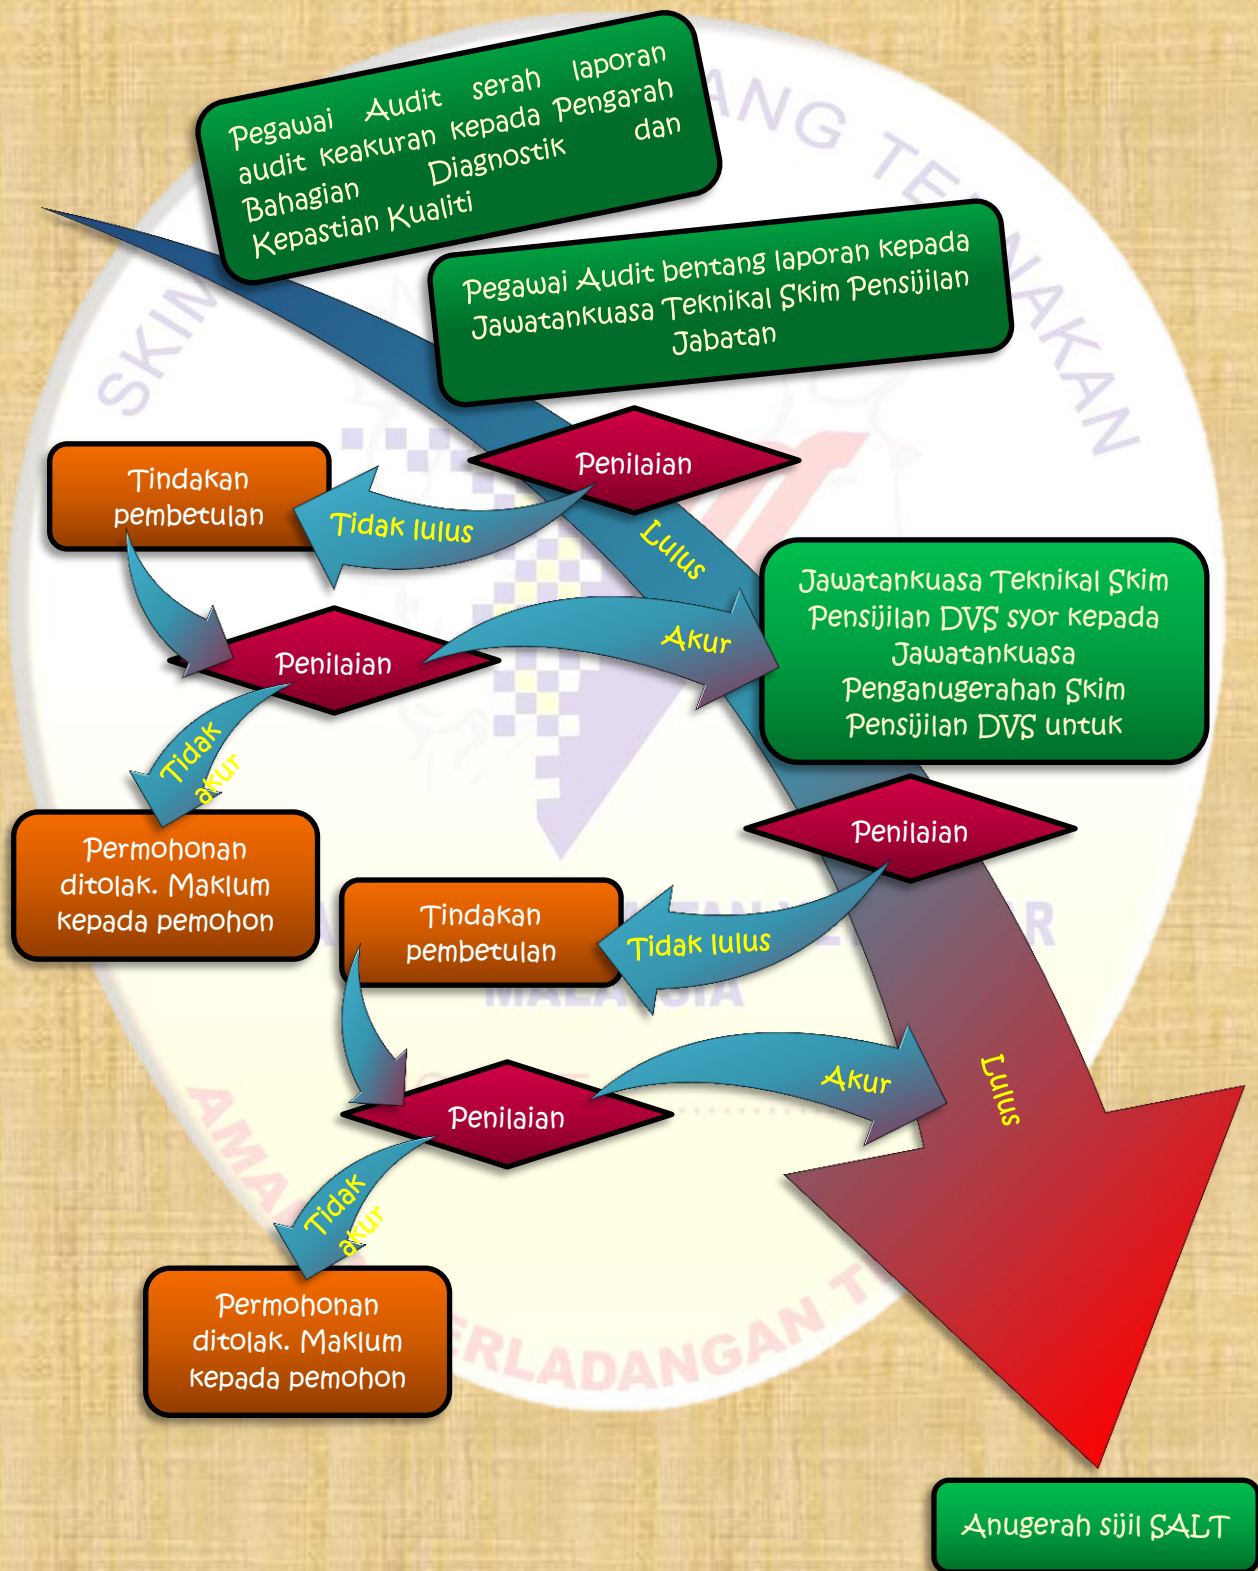 Pegawai Audit serah laporan
audit keakuran kepada Pengarah
Bahagian Diagnostik dan
Kepastian Kualiti
Pegawai Audit bentang laporan kepada
Jawatankuasa Teknikal Skim Pensijilan
Jabatan
Penilaian
Tindakan
pembetulan
Tidak lulus
Lulus
Jawatankuasa Teknikal Skim
Pensijilan DVS syor kepada
Jawatankuasa
Penganugerahan Skim
Pensijilan DVS untuk
Penilaian
Akur
Tidak
akur
Permohonan
ditolak. Maklum
kepada pemohon
Penilaian
Tindakan
pembetulan
Tidak lulus
Lulus
Penilaian
Akur
Tidak
akur
Permohonan
ditolak. Maklum
kepada pemohon
Anugerah sijil SALT
SKIM
TERNAKAN
MALAYSIA